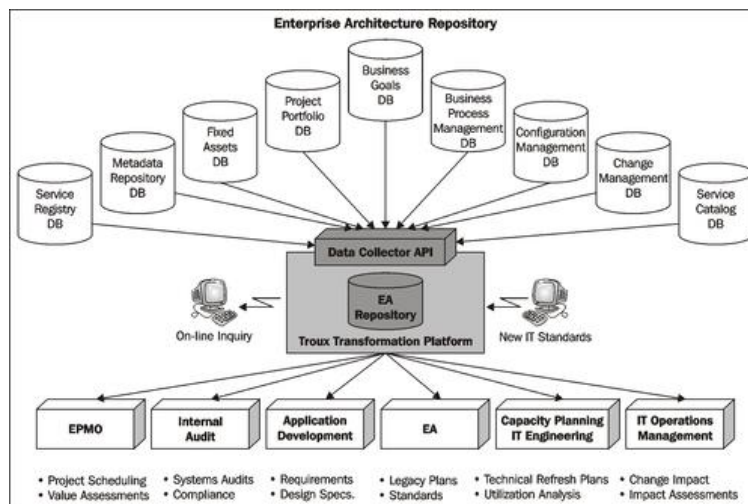 Enterprise Architecture Repository
Business
Goals
DB
Project
Portfolio
DB
Business
Process
Management
DB
Fixed
Assets
DB
Configuration
Management
DB
Metadata
Repository
DB
Change
Management
DB
Service
Registry
DB
Service
Catalog
DB
Data Collector API
EA
Repository
On-line Inquiry
Troux Transformation Platform
New IT Standards
EPMO
Internal
Audit
Application
Development
EA
Capacity Planning
IT Engineering
IT Operations
Management
• Project Scheduling
• Value Assessments
• Systems Audits
• Compliance
• Requirements
• Design Specs.
• Legacy Plans
• Standards
• Technical Refresh Plans
• Utilization Analysis
• Change Impact
• Impact Assessments